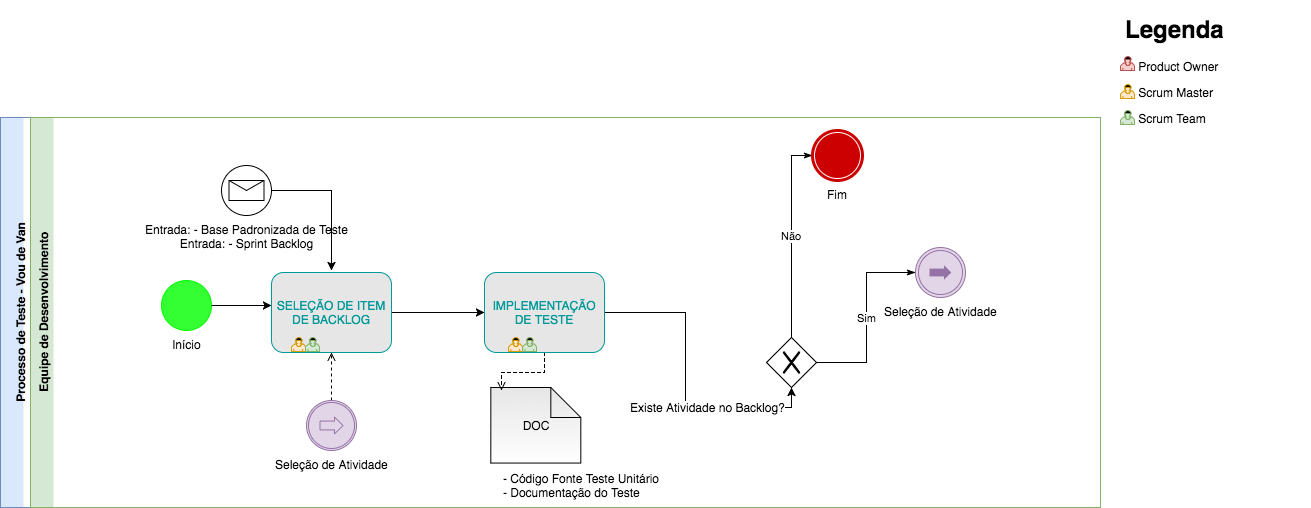 Legenda
Product Owner
Scrum Master
Scrum Team
Processo de Teste - Vou de Van
Equipe de Desenvolvimento
Entrada: - Base Padronizada de Teste
Entrada: - Sprint Backlog
Início
SELEÇÃO DE ITEM
DE BACKLOG
Seleção de Atividade
IMPLEMENTAÇÃO
DE TESTE
DOC
- Código Fonte Teste Unitário
- Documentação do Teste
Existe Atividade no Backlog?
Não
Fim
Sim
Seleção de Atividade